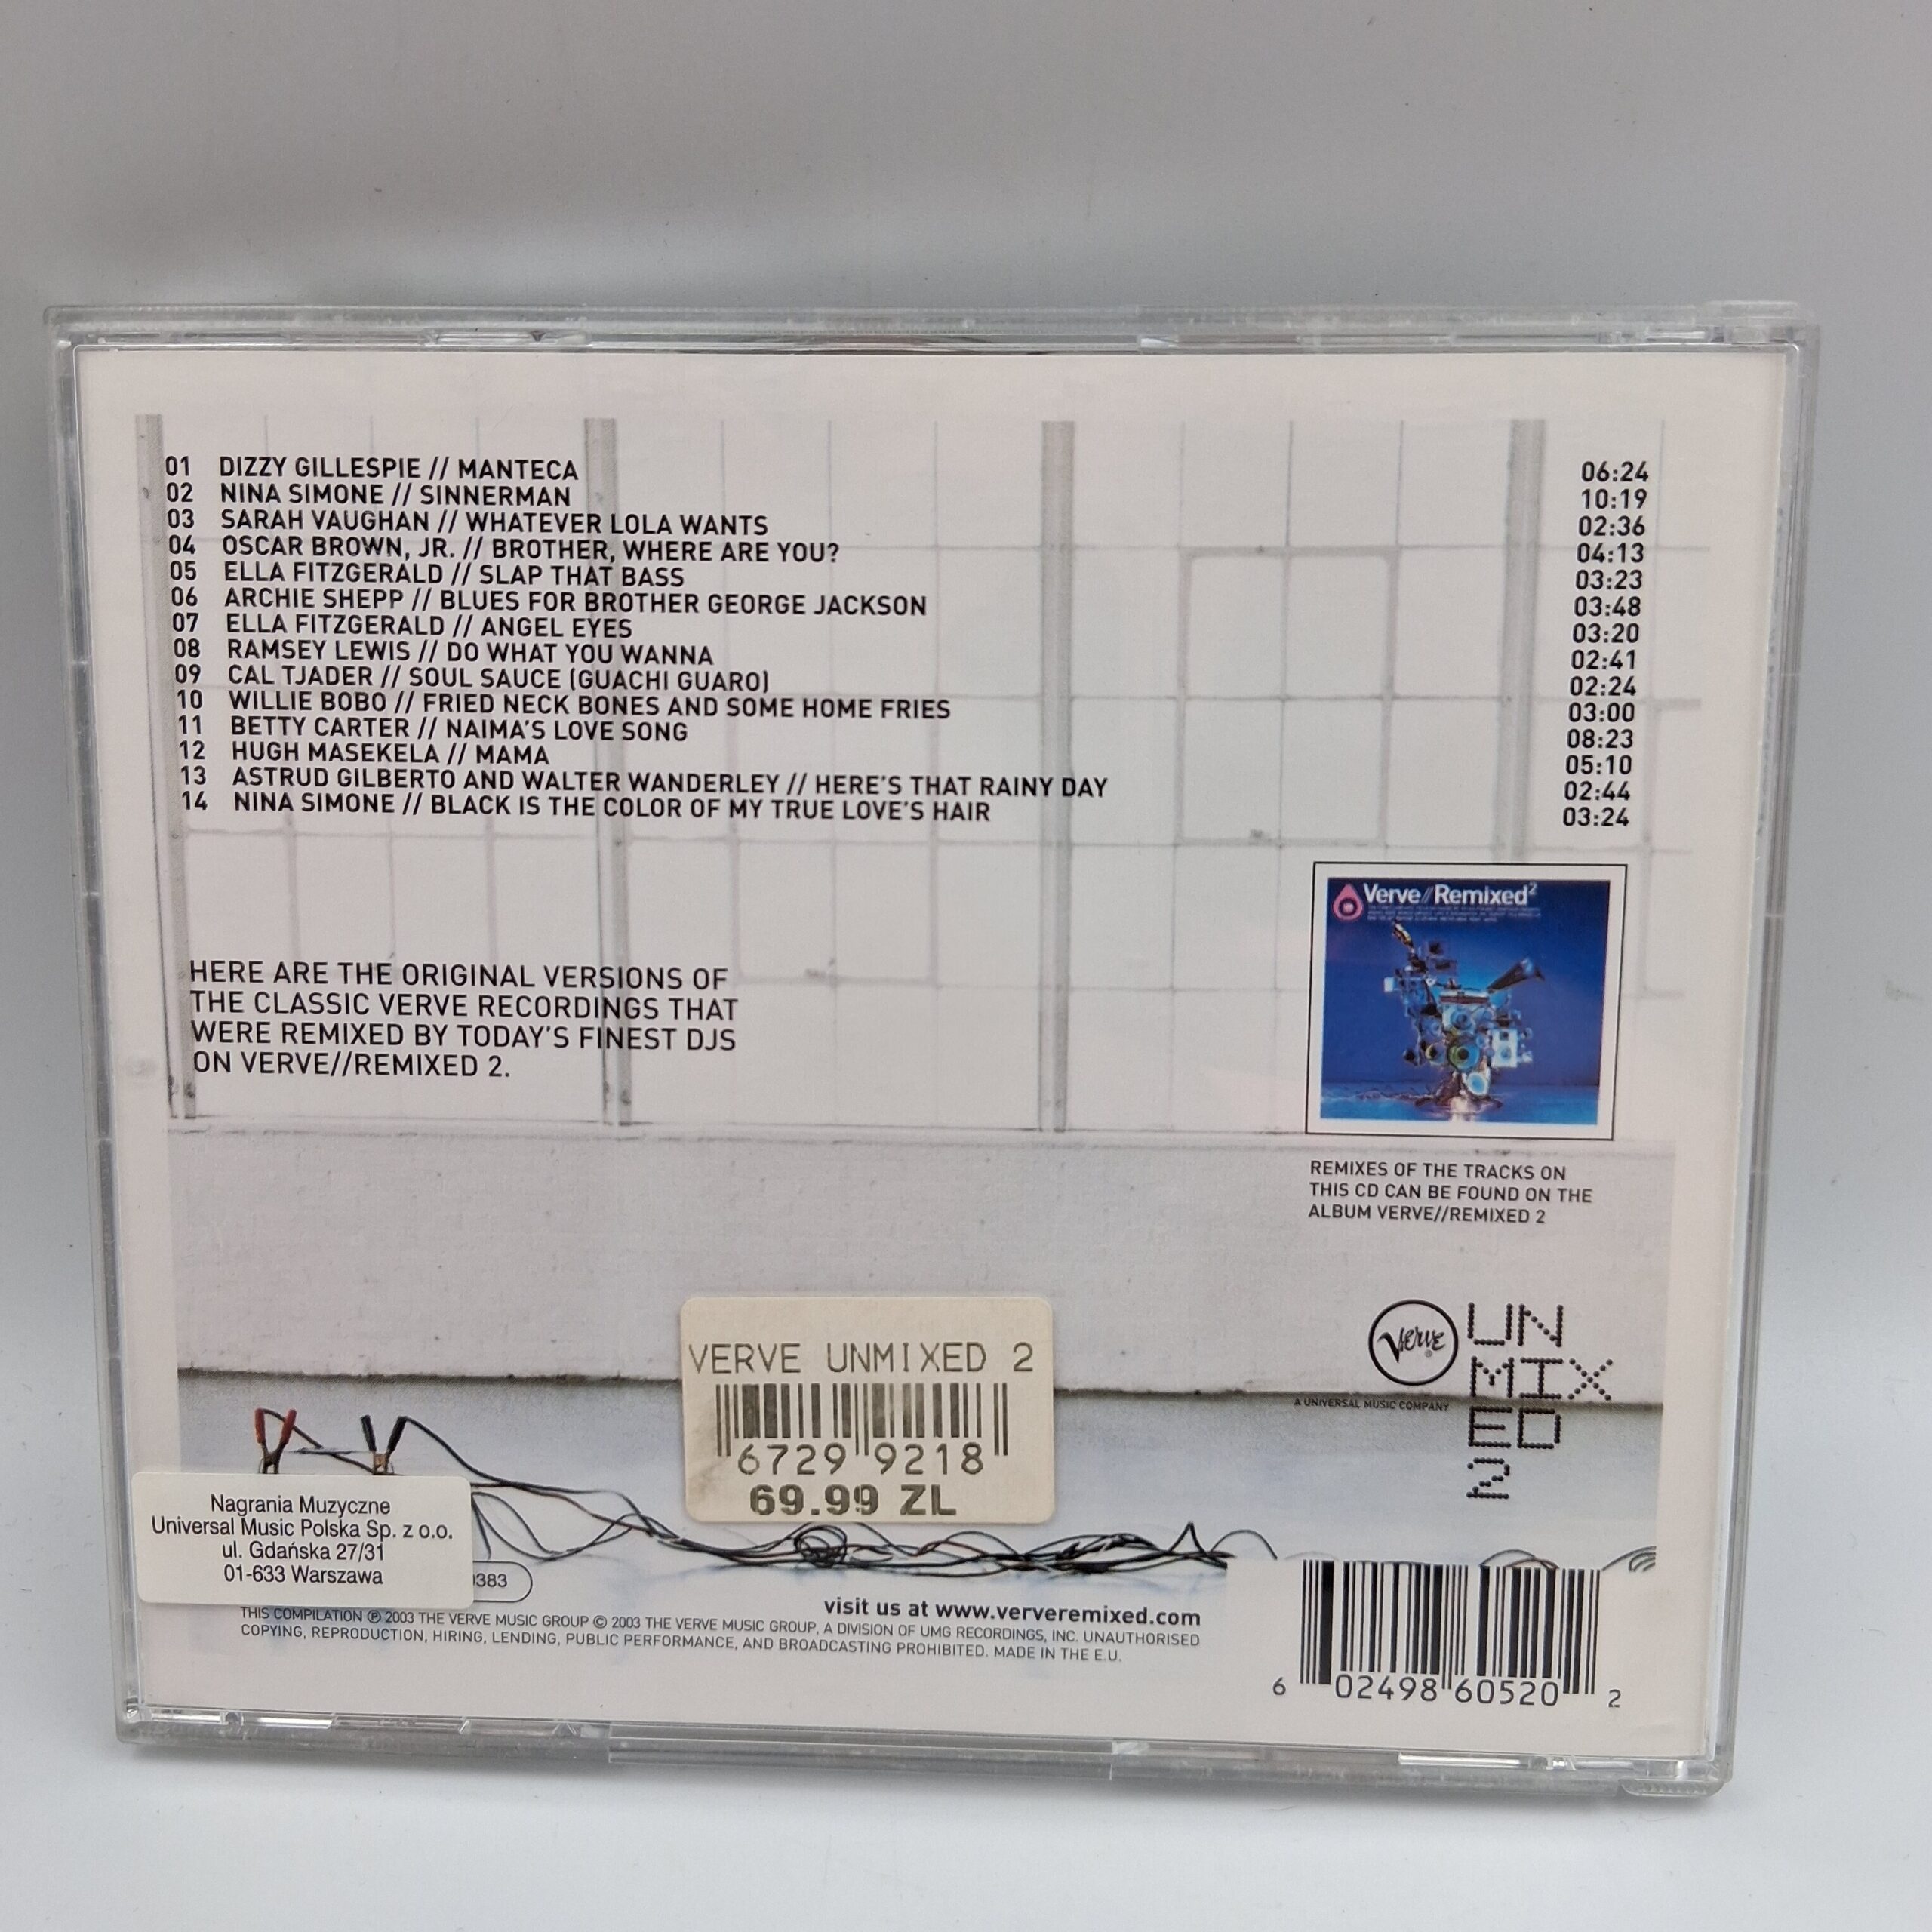 01 DIZZY GILLESPIE // MANTECA 06:24
02 NINA SIMONE // SINNERMAN 10:19
03 SARAH VAUGHAN // WHATEVER LOLA WANTS 02:36
04 OSCAR BROWN, JR. // BROTHER, WHERE ARE YOU? 04:13
05 ELLA FITZGERALD // SLAP THAT BASS 03:23
06 ARCHIE SHEPP // BLUES FOR BROTHER GEORGE JACKSON 03:48
07 ELLA FITZGERALD // ANGEL EYES 03:20
08 RAMSEY LEWIS // DO WHAT YOU WANNA 02:41
09 CAL TJADER // SOUL SAUCE (GUACHI GUARO) 02:24
10 WILLIE BOBO // FRIED NECK BONES AND SOME HOME FRIES 03:00
11 BETTY CARTER // NAIMA'S LOVE SONG 08:23
12 HUGH MASEKELA // MAMA 05:10
13 ASTRUD GILBERTO AND WALTER WANDERLEY // HERE'S THAT RAINY DAY 02:44
14 NINA SIMONE // BLACK IS THE COLOR OF MY TRUE LOVE'S HAIR 03:24
Verve//Remixed²
HERE ARE THE ORIGINAL VERSIONS OF
THE CLASSIC VERVE RECORDINGS THAT
WERE REMIXED BY TODAY'S FINEST DJS
ON VERVE//REMIXED 2.
REMIXES OF THE TRACKS ON
THIS CD CAN BE FOUND ON THE
ALBUM VERVE//REMIXED 2
Verve
A UNIVERSAL MUSIC COMPANY
UN
MIX
ED
2
VERVE UNMIXED 2
6729 9218
69.99 ZL
Nagrania Muzyczne
Universal Music Polska Sp. z o.o.
ul. Gdańska 27/31
01-633 Warszawa
383
visit us at www.ververemixed.com
THIS COMPILATION ℗ 2003 THE VERVE MUSIC GROUP © 2003 THE VERVE MUSIC GROUP, A DIVISION OF UMG RECORDINGS, INC. UNAUTHORISED
COPYING, REPRODUCTION, HIRING, LENDING, PUBLIC PERFORMANCE, AND BROADCASTING PROHIBITED. MADE IN THE E.U.
6 02498 60520 2